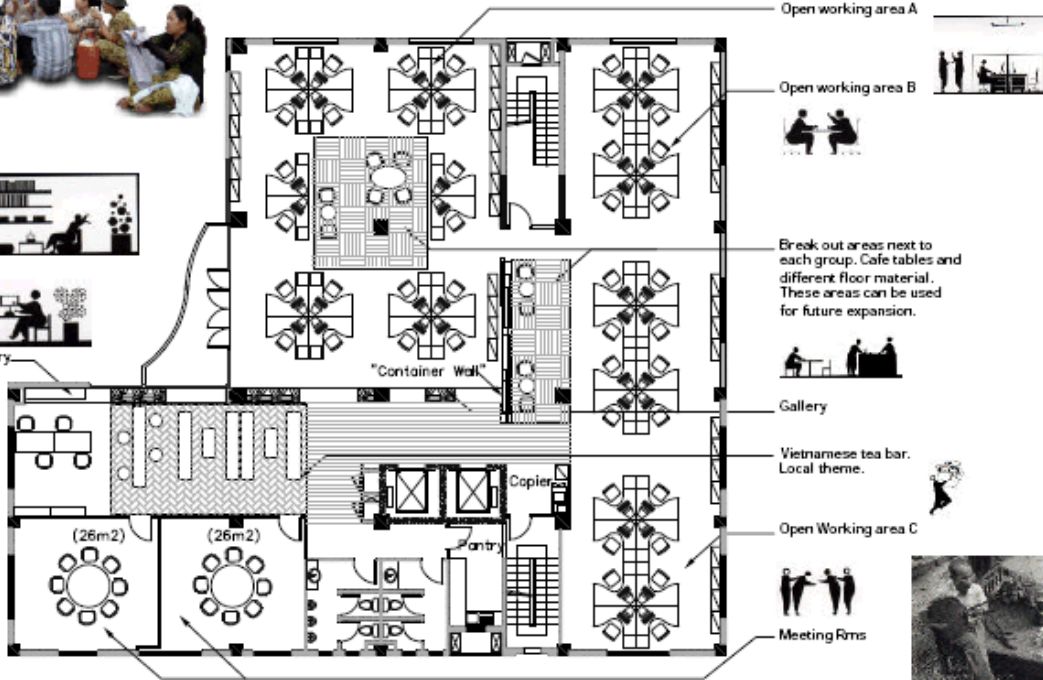 Open working area A
Open working area B
Break out areas next to
each group. Cafe tables and
different floor material.
These areas can be used
for future expansion.
"Container Wall"
Gallery
Vietnamese tea bar.
Local theme.
Copier
Open Working area C
(26m2)
(26m2)
Pantry
Meeting Rms